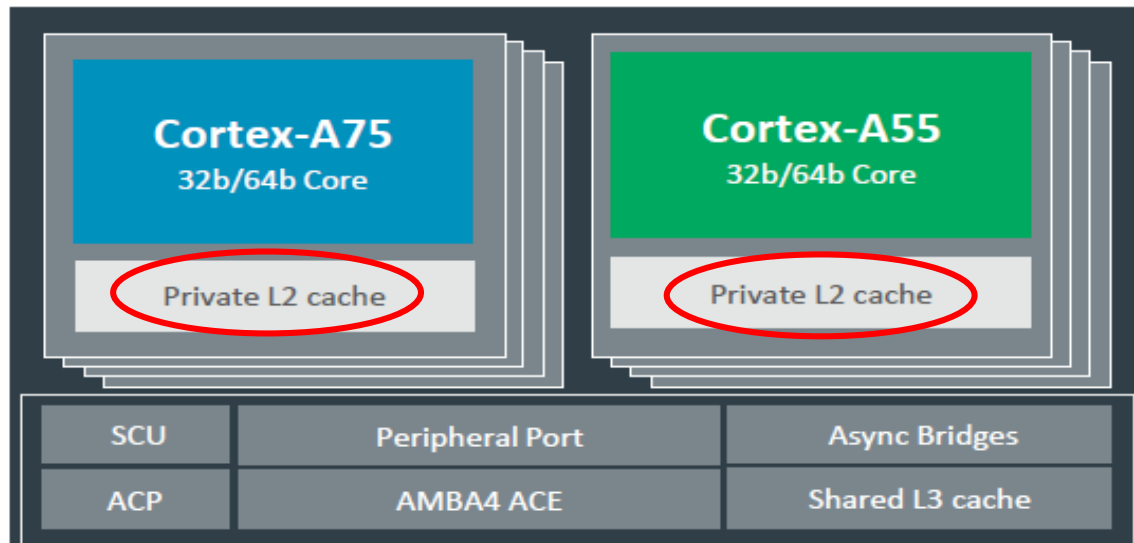 Cortex-A75
32b/64b Core
Private L2 cache
Cortex-A55
32b/64b Core
Private L2 cache
SCU
Peripheral Port
Async Bridges
ACP
AMBA4 ACE
Shared L3 cache